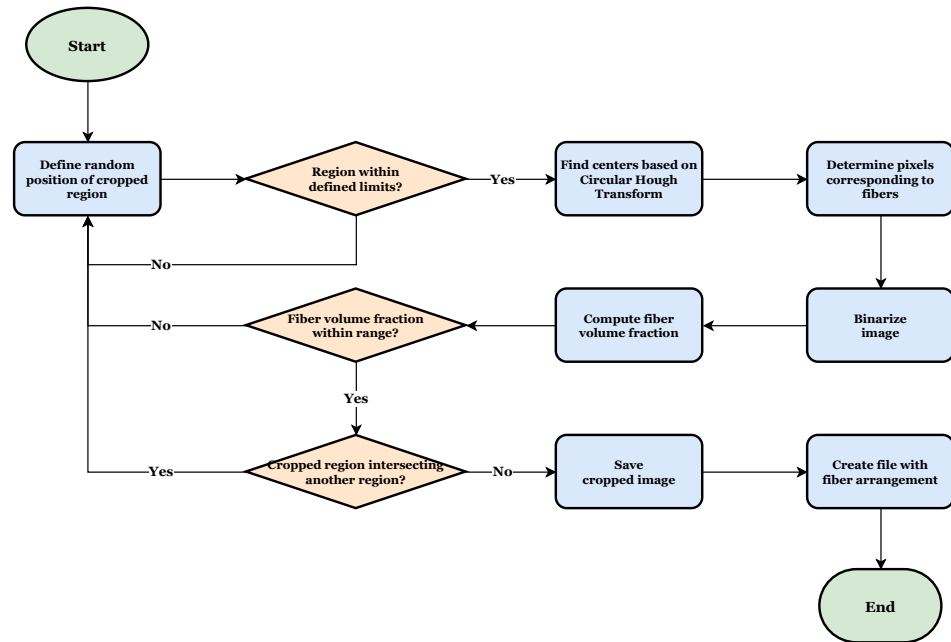 Start
Define random
position of cropped
region
Region within
defined limits?
Yes
Find centers based on
Circular Hough
Transform
Determine pixels
corresponding to
fibers
No
Fiber volume fraction
within range?
No
Compute fiber
volume fraction
Binarize
image
Yes
Cropped region intersecting
another region?
Yes
No
Save
cropped image
Create file with
fiber arrangement
End